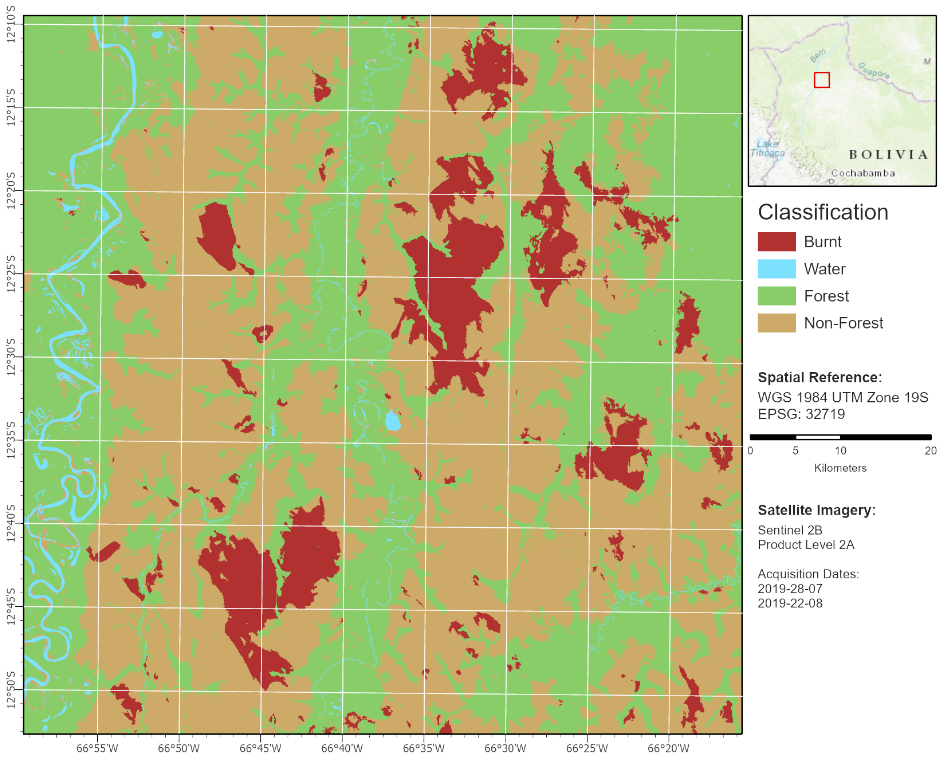 12°10'S
12°15'S
12°20'S
12°25'S
12°30'S
12°35'S
12°40'S
12°45'S
12°50'S
66°55'W
66°50'W
66°45'W
66°40'W
66°35'W
66°30'W
66°25'W
66°20'W
Beni
Guapore
M
Lake
Titicaca
BOLIVIA
Cochabamba
Classification
Burnt
Water
Forest
Non-Forest
Spatial Reference:
WGS 1984 UTM Zone 19S
EPSG: 32719
0 5 10 20
Kilometers
Satellite Imagery:
Sentinel 2B
Product Level 2A
Acquisition Dates:
2019-28-07
2019-22-08